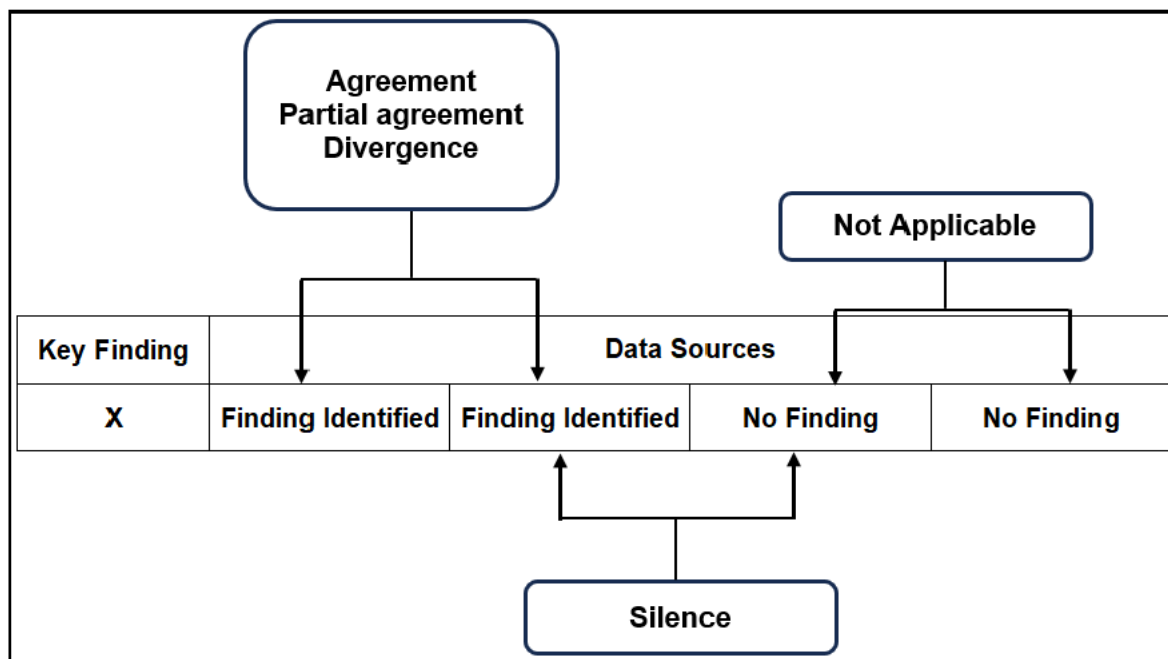 Agreement
Partial agreement
Divergence
Not Applicable
Key Finding
Data Sources
X
Finding Identified
Finding Identified
No Finding
No Finding
Silence